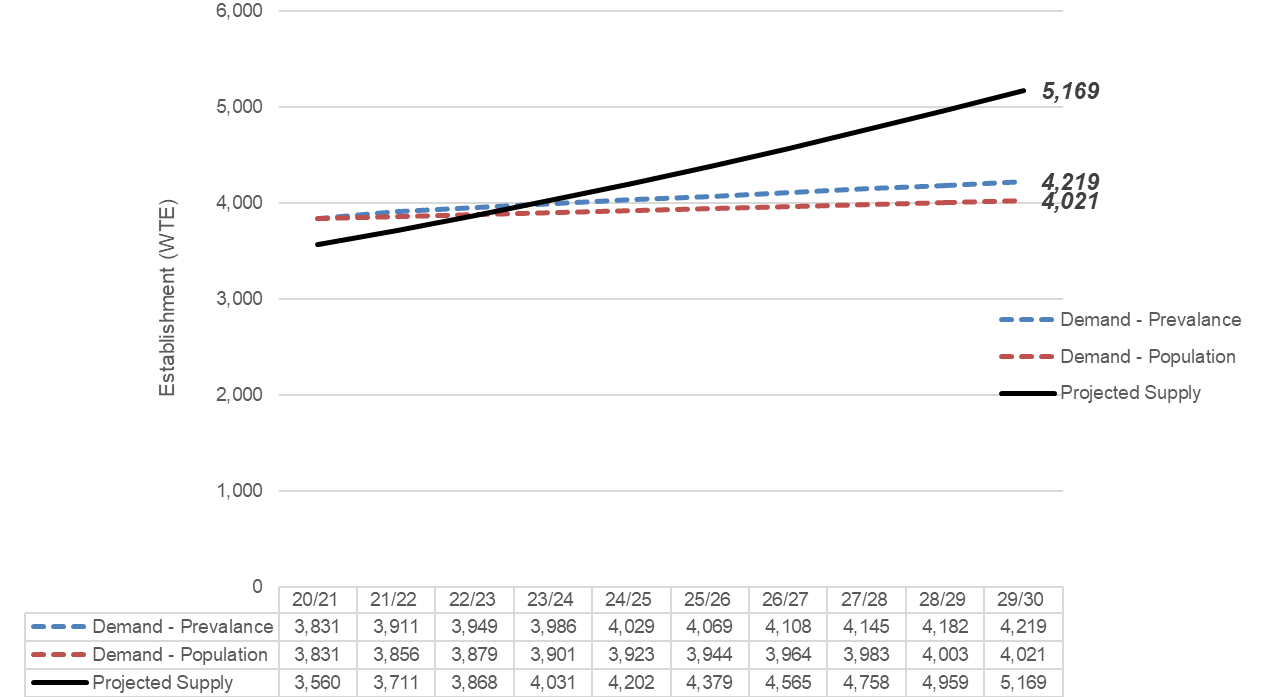 6,000
5,000
4,000
3,000
2,000
1,000
0
Establishment (WTE)
5,169
4,219
4,021
Demand - Prevalance
Demand - Population
Projected Supply
20/21 21/22 22/23 23/24 24/25 25/26 26/27 27/28 28/29 29/30
Demand - Prevalance 3,831 3,911 3,949 3,986 4,029 4,069 4,108 4,145 4,182 4,219
Demand - Population 3,831 3,856 3,879 3,901 3,923 3,944 3,964 3,983 4,003 4,021
Projected Supply 3,560 3,711 3,868 4,031 4,202 4,379 4,565 4,758 4,959 5,169